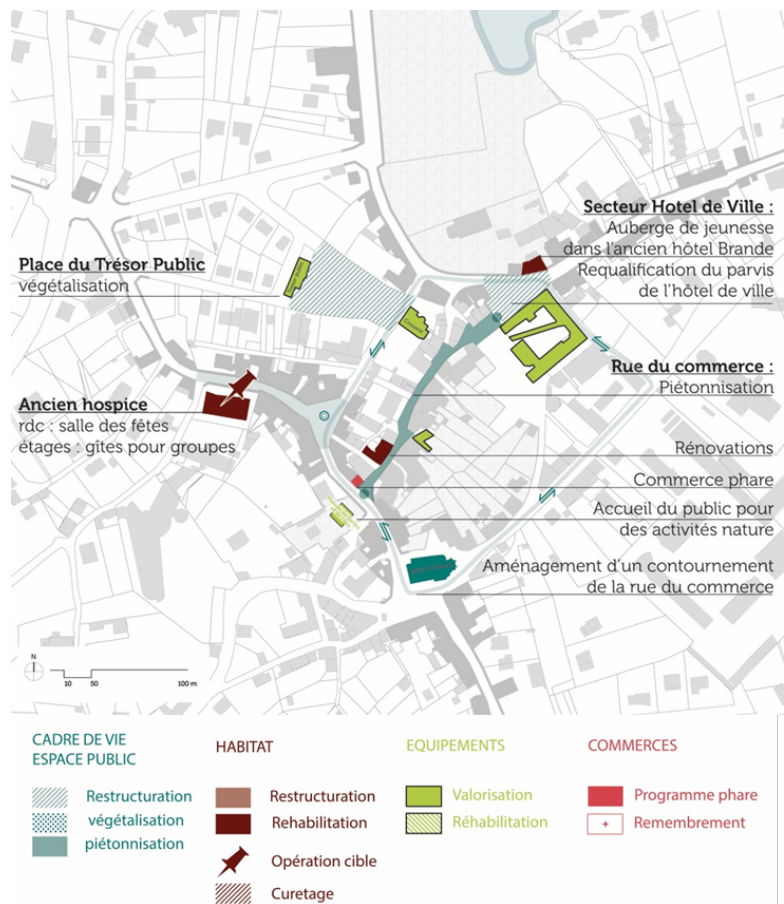 Secteur Hotel de Ville :
Auberge de jeunesse
dans l'ancien hôtel Brande
Requalification du parvis
de l'hôtel de ville
Place du Trésor Public
végétalisation
Rue du commerce :
Piétonnisation
Ancien hospice
rdc : salle des fêtes
étages : gîtes pour groupes
Rénovations
Commerce phare
Accueil du public pour
des activités nature
Aménagement d'un contournement
de la rue du commerce
N
10 50 100 m
CADRE DE VIE
ESPACE PUBLIC
Restructuration
végétalisation
piétonnisation
HABITAT
Restructuration
Rehabilitation
Opération cible
Curetage
EQUIPEMENTS
Valorisation
Réhabilitation
COMMERCES
Programme phare
Remembrement